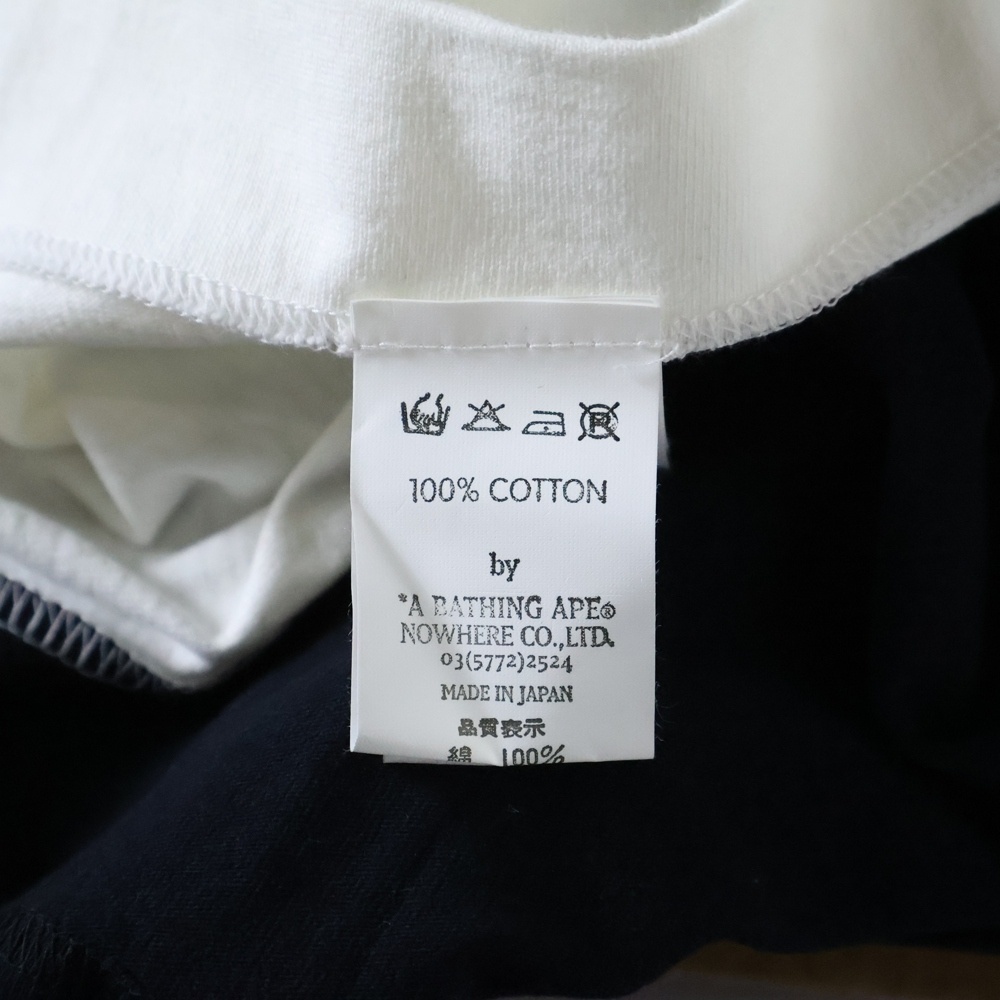 100% COTTON
by
*A BATHING APE®
NOWHERE CO.,LTD.
03(5772)2524
MADE IN JAPAN
品質表示
綿 100%